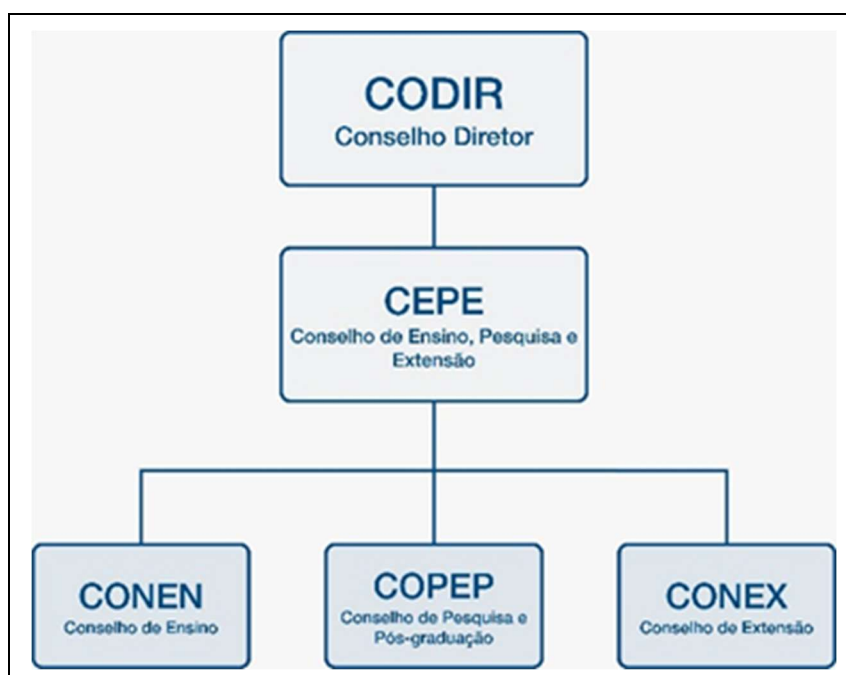 CODIR
Conselho Diretor
CEPE
Conselho de Ensino, Pesquisa e
Extensão
CONEN
Conselho de Ensino
COPEP
Conselho de Pesquisa e
Pós-graduação
CONEX
Conselho de Extensão